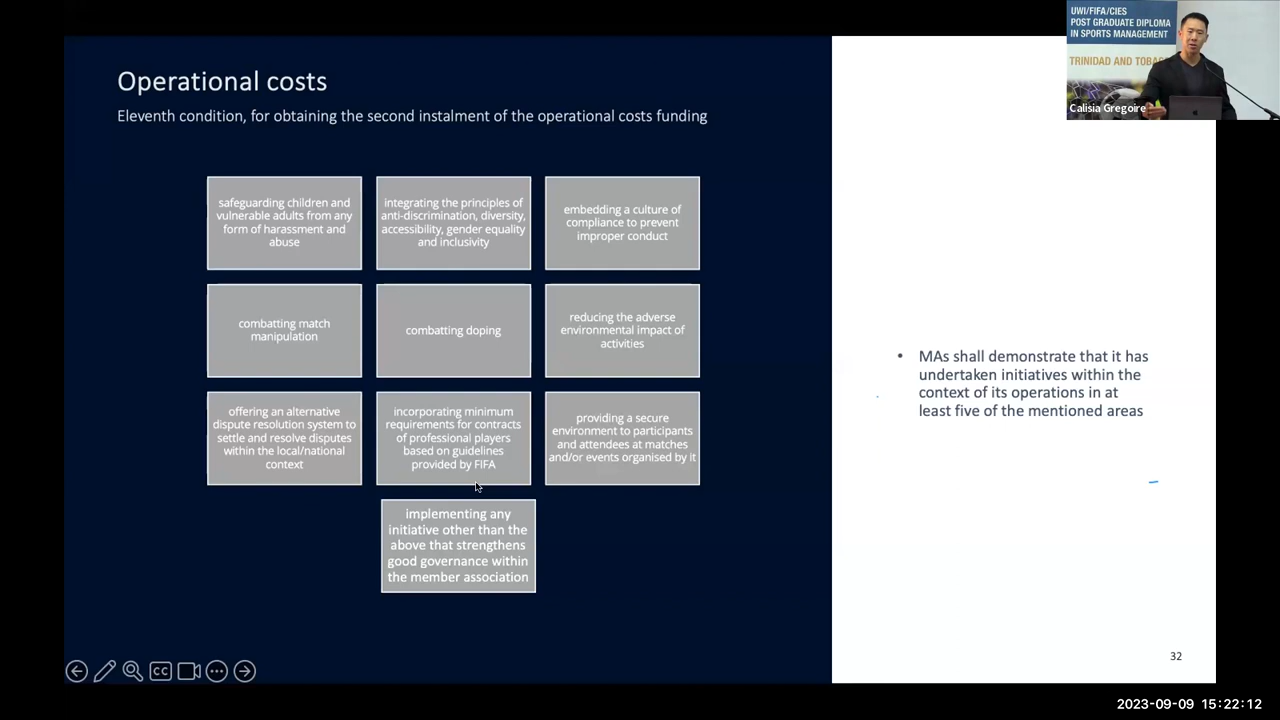 UWI/FIFA/CIES
POST GRADUATE DIPLOMA
IN SPORTS MANAGEMENT
TRINIDAD AND TOBA
Calisia Gregoire
Operational costs
Eleventh condition, for obtaining the second instalment of the operational costs funding
safeguarding children and
vulnerable adults from any
form of harassment and
abuse
integrating the principles of
anti-discrimination, diversity,
accessibility, gender equality
and inclusivity
embedding a culture of
compliance to prevent
improper conduct
combatting match
manipulation
combatting doping
reducing the adverse
environmental impact of
activities
offering an alternative
dispute resolution system to
settle and resolve disputes
within the local/national
context
incorporating minimum
requirements for contracts
of professional players
based on guidelines
provided by FIFA
providing a secure
environment to participants
and attendees at matches
and/or events organised by it
implementing any
initiative other than the
above that strengthens
good governance within
the member association
• MAs shall demonstrate that it has
undertaken initiatives within the
context of its operations in at
least five of the mentioned areas
32
CC
2023-09-09 15:22:12